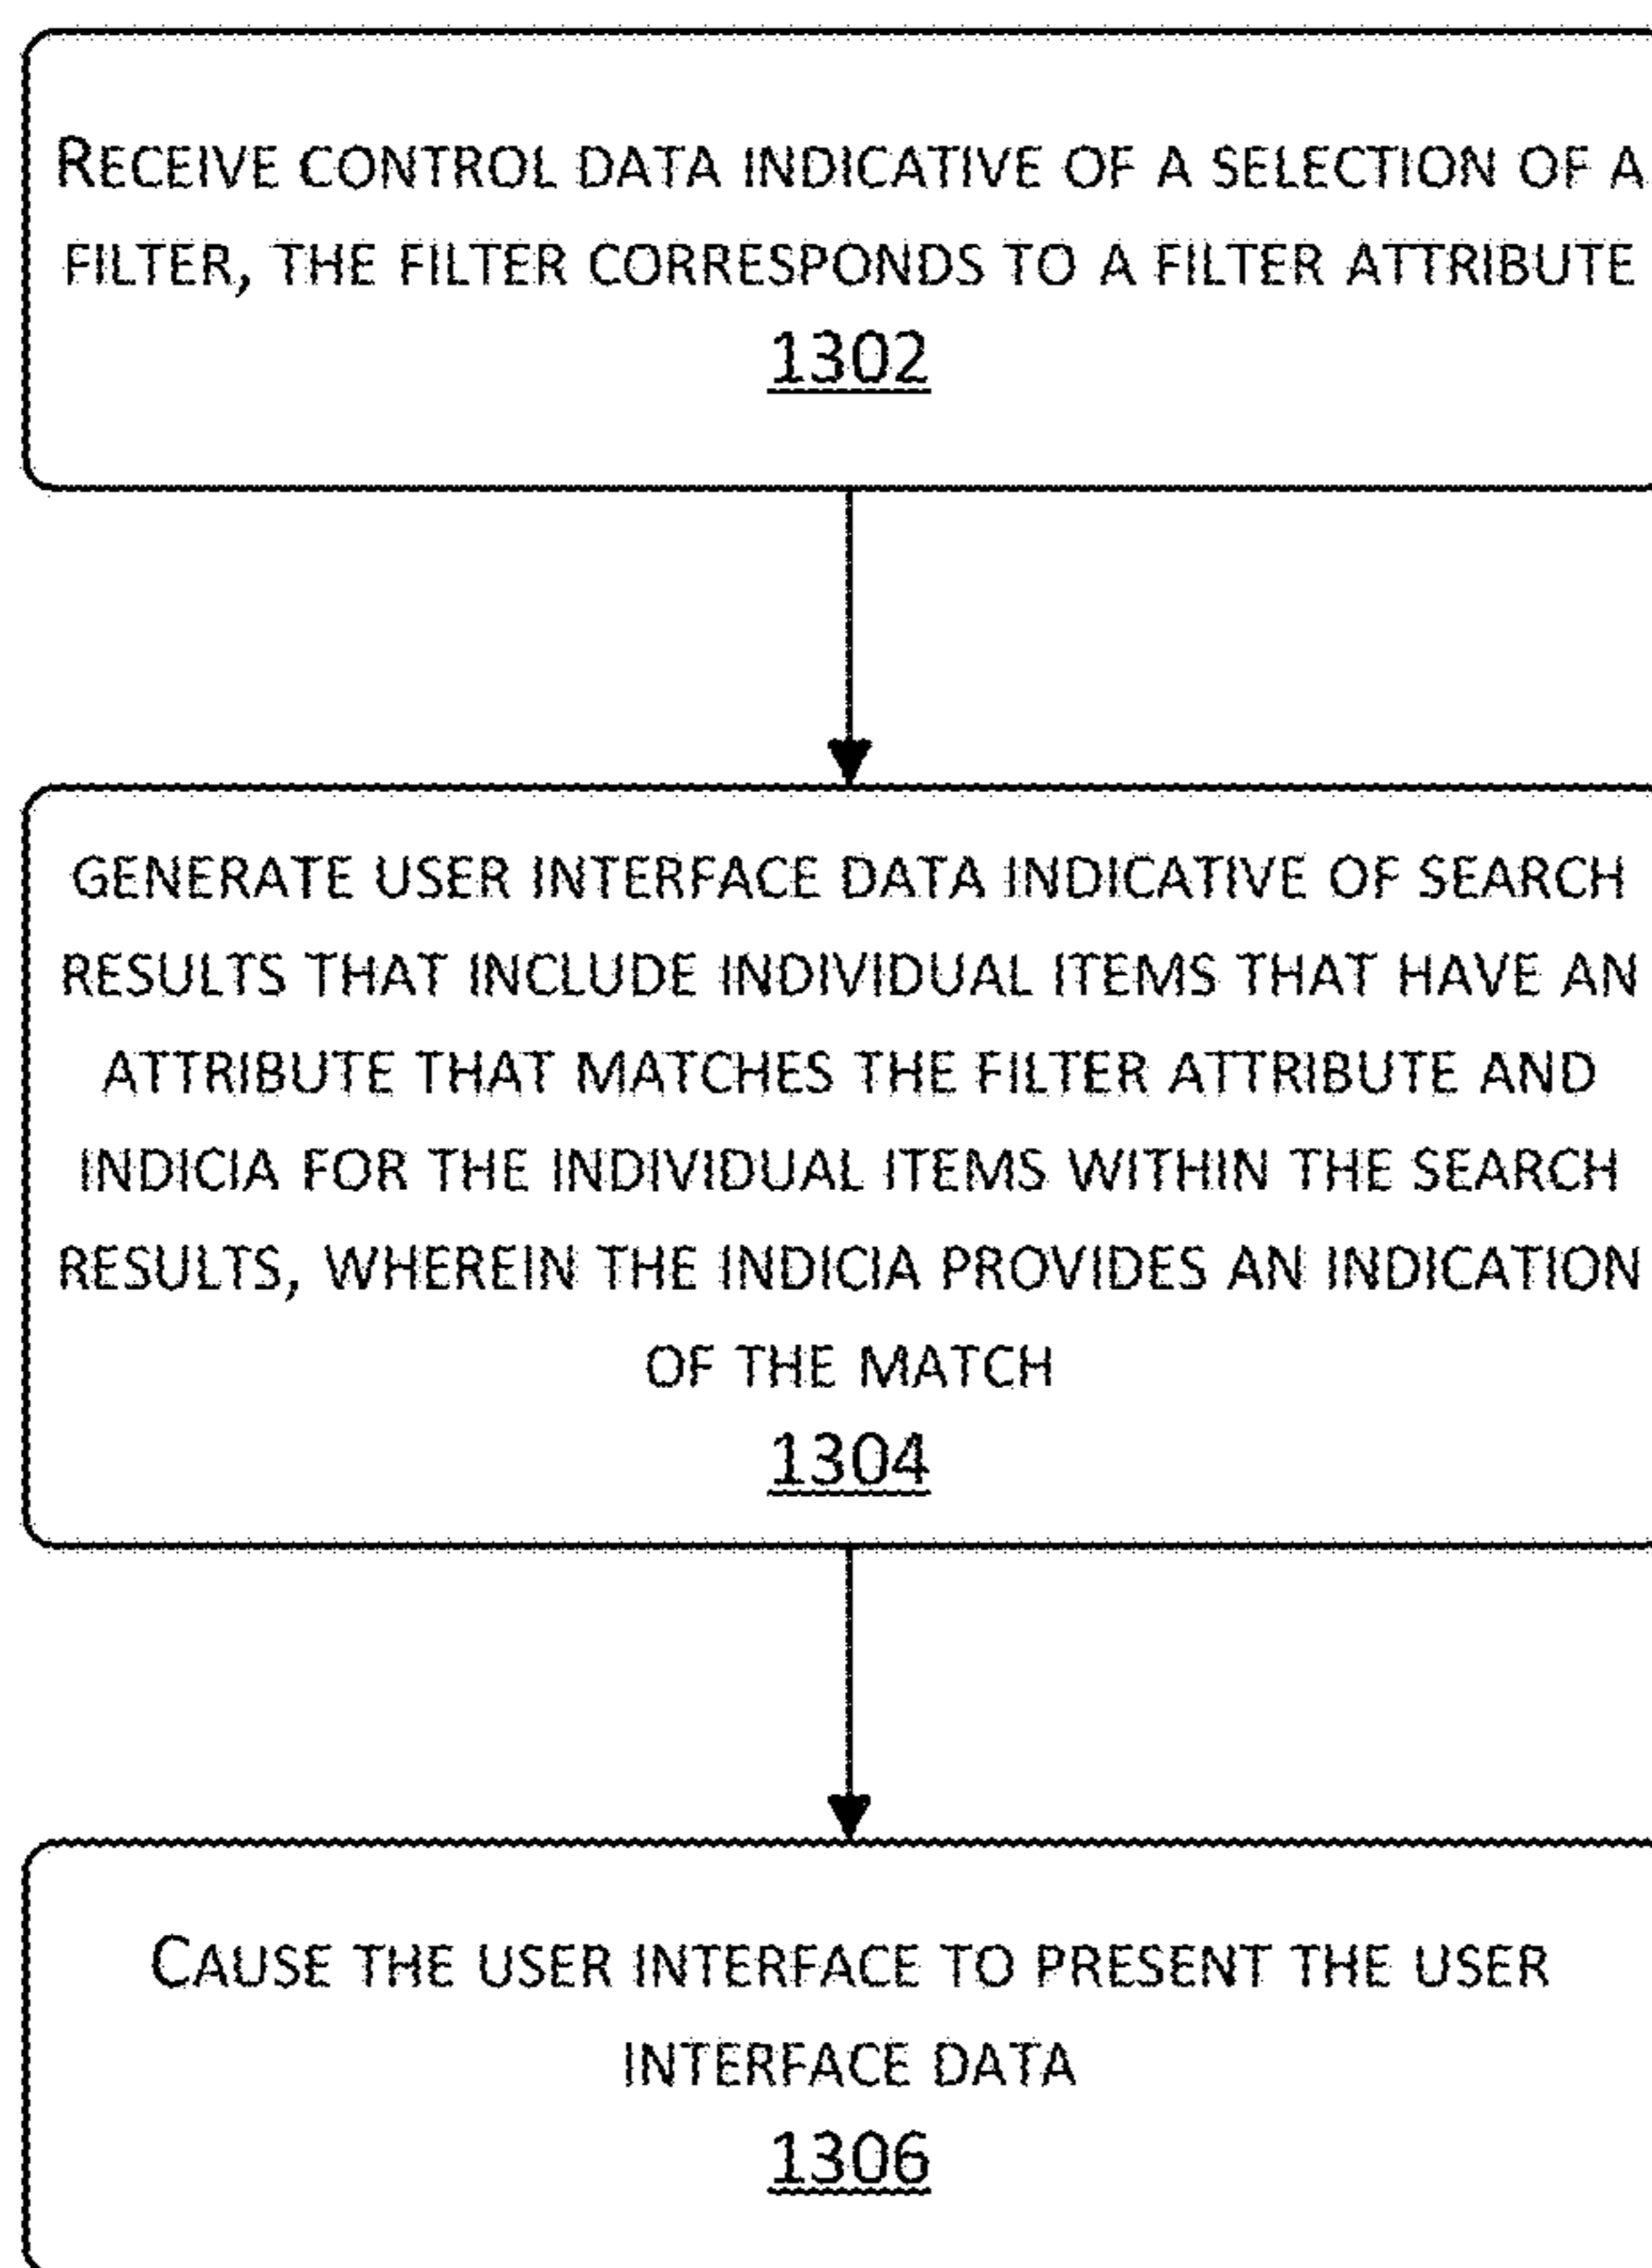 RECEIVE CONTROL DATA INDICATIVE OF A SELECTION OF A
FILTER, THE FILTER CORRESPONDS TO A FILTER ATTRIBUTE
1302
GENERATE USER INTERFACE DATA INDICATIVE OF SEARCH
RESULTS THAT INCLUDE INDIVIDUAL ITEMS THAT HAVE AN
ATTRIBUTE THAT MATCHES THE FILTER ATTRIBUTE AND
INDICIA FOR THE INDIVIDUAL ITEMS WITHIN THE SEARCH
RESULTS, WHEREIN THE INDICIA PROVIDES AN INDICATION
OF THE MATCH
1304
CAUSE THE USER INTERFACE TO PRESENT THE USER
INTERFACE DATA
1306